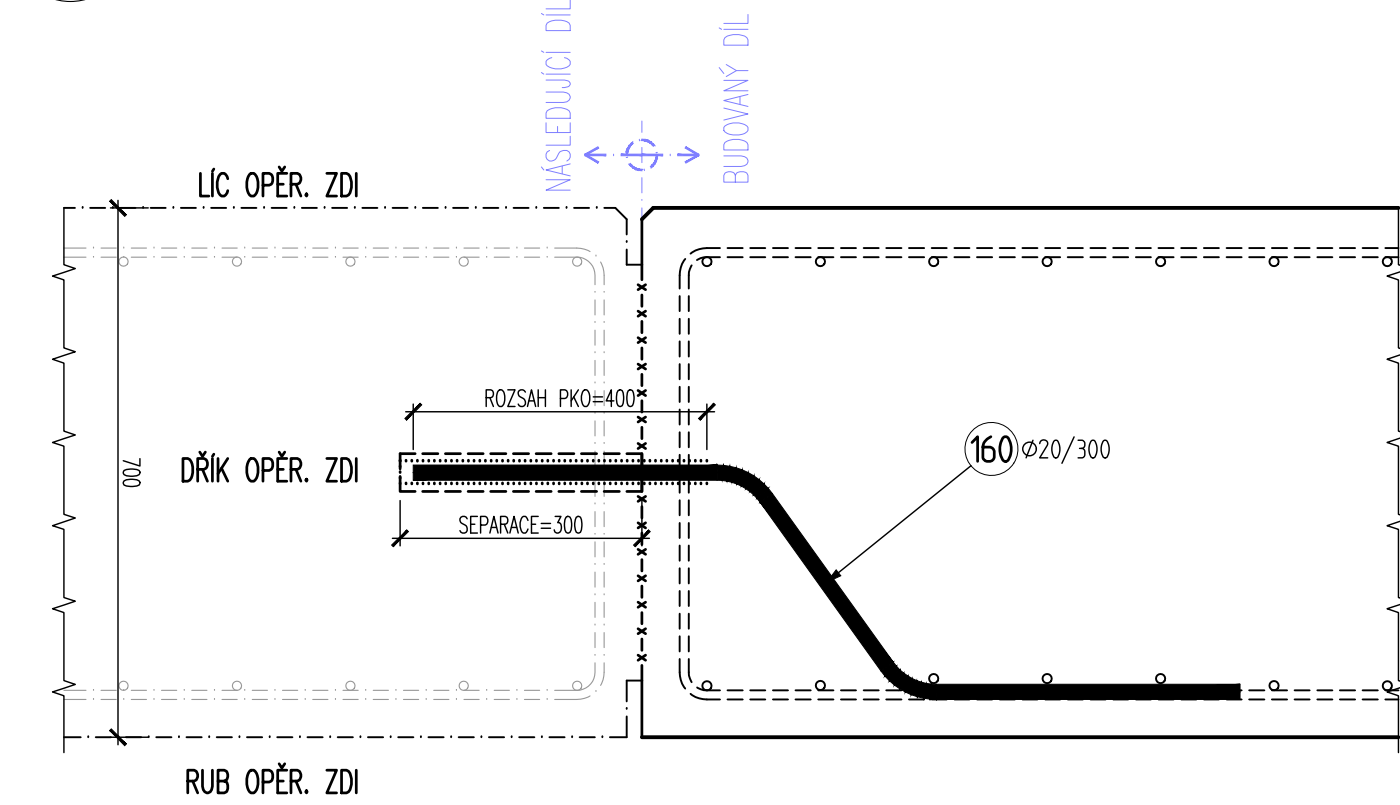 NÁSLEDUJÍCÍ DÍL
BUDOVANÝ DÍL
LÍC OPĚR. ZDI
ROZSAH PKO=400
160 Ø20/300
DŘÍK OPĚR. ZDI
700
SEPARACE=300
RUB OPĚR. ZDI